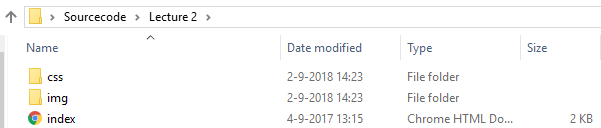 Sourcecode > Lecture 2 >
Name Date modified Type Size
css 2-9-2018 14:23 File folder
img 2-9-2018 14:23 File folder
index 4-9-2017 13:15 Chrome HTML Do... 2 KB